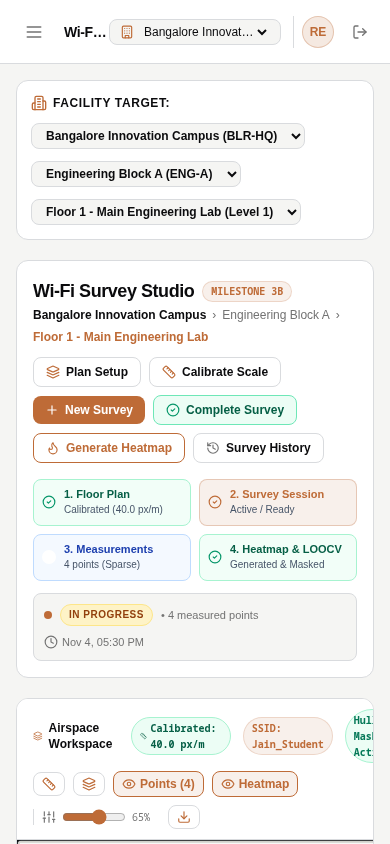 Wi-F... Bangalore Innovat... RE
FACILITY TARGET:
Bangalore Innovation Campus (BLR-HQ)
Engineering Block A (ENG-A)
Floor 1 - Main Engineering Lab (Level 1)
Wi-Fi Survey Studio MILESTONE 3B
Bangalore Innovation Campus › Engineering Block A ›
Floor 1 - Main Engineering Lab
Plan Setup Calibrate Scale
New Survey Complete Survey
Generate Heatmap Survey History
1. Floor Plan
Calibrated (40.0 px/m)
2. Survey Session
Active / Ready
3. Measurements
4 points (Sparse)
4. Heatmap & LOOCV
Generated & Masked
IN PROGRESS • 4 measured points
Nov 4, 05:30 PM
Airspace
Workspace
Calibrated:
40.0 px/m
SSID:
Jain_Student
Points (4) Heatmap
65%